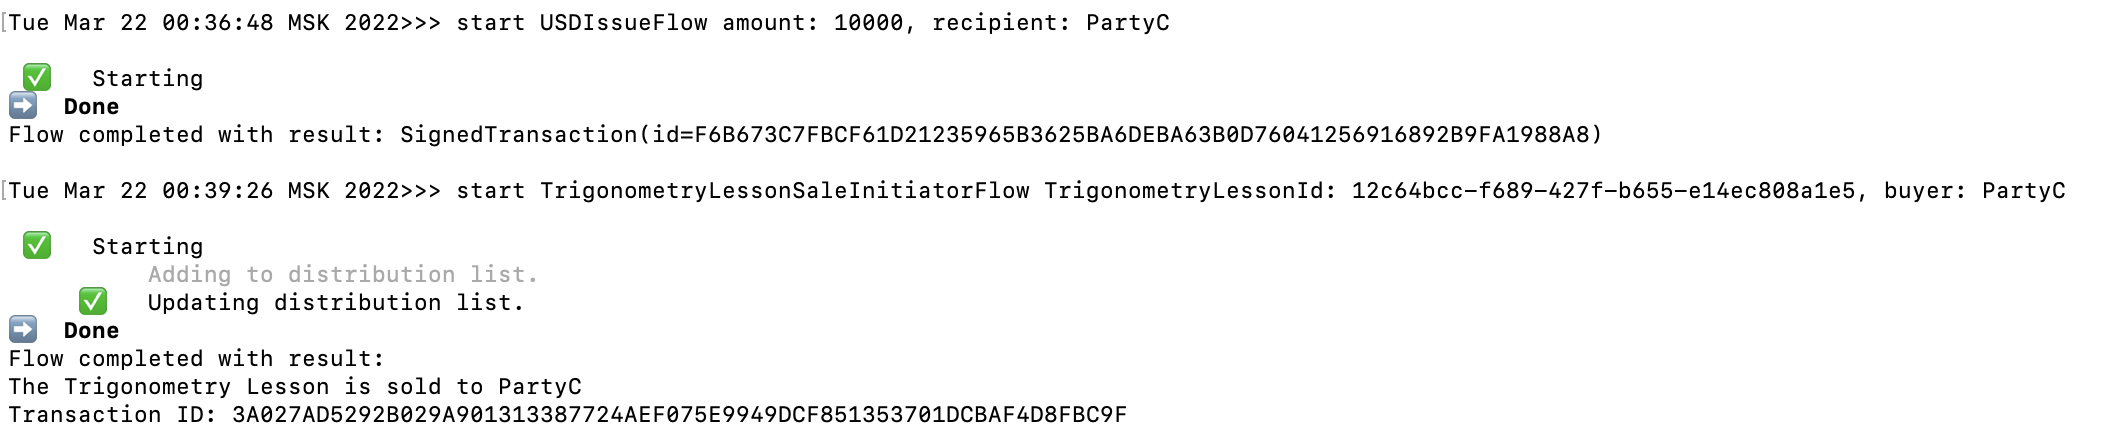 Tue Mar 22 00:36:48 MSK 2022>>> start USDIssueFlow amount: 10000, recipient: PartyC
✅ Starting
➡️ Done
Flow completed with result: SignedTransaction(id=F6B673C7FBCF61D21235965B3625BA6DEBA63B0D76041256916892B9FA1988A8)
Tue Mar 22 00:39:26 MSK 2022>>> start TrigonometryLessonSaleInitiatorFlow TrigonometryLessonId: 12c64bcc-f689-427f-b655-e14ec808a1e5, buyer: PartyC
✅ Starting
Adding to distribution list.
✅ Updating distribution list.
➡️ Done
Flow completed with result:
The Trigonometry Lesson is sold to PartyC
Transaction ID: 3A027AD5292B029A901313387724AEF075E9949DCF851353701DCBAF4D8FBC9F